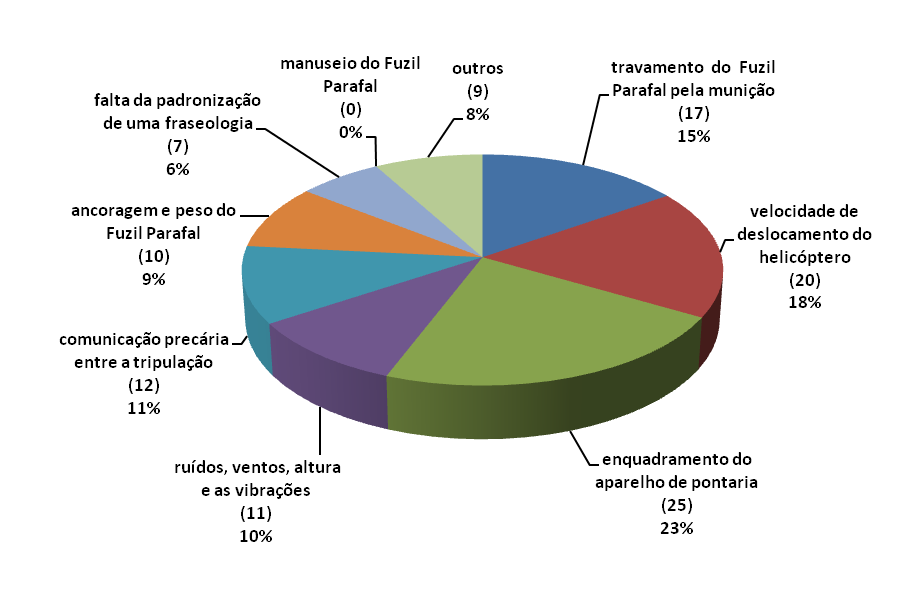 manuseio do Fuzil
Parafal
(0)
0%
outros
(9)
8%
travamento do Fuzil
Parafal pela munição
(17)
15%
falta da padronização
de uma fraseologia
(7)
6%
ancoragem e peso do
Fuzil Parafal
(10)
9%
velocidade de
deslocamento do
helicóptero
(20)
18%
comunicação precária
entre a tripulação
(12)
11%
ruídos, ventos, altura
e as vibrações
(11)
10%
enquadramento do
aparelho de pontaria
(25)
23%